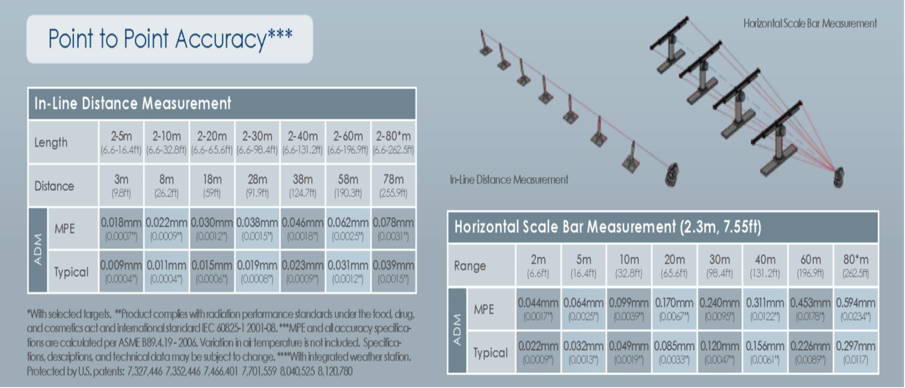 Point to Point Accuracy***
Horizontal Scale Bar Measurement
In-Line Distance Measurement
In-Line Distance Measurement
Length 2-5m 2-10m 2-20m 2-30m 2-40m 2-60m 2-80*m
(6.6-16.4ft) (6.6-32.8ft) (6.6-65.6ft) (6.6-98.4ft) (6.6-131.2ft) (6.6-196.9ft) (6.6-262.5ft)
Distance 3m 8m 18m 28m 38m 58m 78m
(9.8ft) (26.2ft) (59ft) (91.9ft) (124.7ft) (190.3ft) (255.9ft)
ADM
MPE 0.018mm 0.022mm 0.030mm 0.038mm 0.046mm 0.062mm 0.078mm
(0.0007") (0.0009") (0.0012") (0.0015") (0.0018") (0.0025") (0.0031")
Typical 0.009mm 0.011mm 0.015mm 0.019mm 0.023mm 0.031mm 0.039mm
(0.0004") (0.0004") (0.0006") (0.0008") (0.0009") (0.0012") (0.0015")
Horizontal Scale Bar Measurement (2.3m, 7.55ft)
Range 2m 5m 10m 20m 30m 40m 60m 80*m
(6.6ft) (16.4ft) (32.8ft) (65.6ft) (98.4ft) (131.2ft) (196.9ft) (262.5ft)
ADM
MPE 0.044mm 0.064mm 0.099mm 0.170mm 0.240mm 0.311mm 0.453mm 0.594mm
(0.0017") (0.0025") (0.0039") (0.0067") (0.0095") (0.0122") (0.0178") (0.0234")
Typical 0.022mm 0.032mm 0.049mm 0.085mm 0.120mm 0.156mm 0.226mm 0.297mm
(0.0009") (0.0013") (0.0019") (0.0033") (0.0047") (0.0061") (0.0089") (0.0117)
*With selected targets. **Product complies with radiation performance standards under the food, drug,
and cosmetics act and international standard IEC 60825-1 2001-08. ***MPE and all accuracy specifica-
tions are calculated per ASME B89.4.19 - 2006. Variation in air temperature is not included. Specifica-
tions, descriptions, and technical data may be subject to change. ****With integrated weather station.
Protected by U.S. patents: 7,327,446 7,352,446 7,466,401 7,701,559 8,040,525 8,120,780